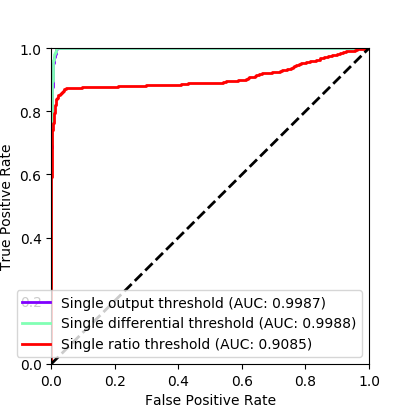 1.0
0.8
0.6
0.4
0.2
0.0
True Positive Rate
Single output threshold (AUC: 0.9987)
Single differential threshold (AUC: 0.9988)
Single ratio threshold (AUC: 0.9085)
0.0 0.2 0.4 0.6 0.8 1.0
False Positive Rate